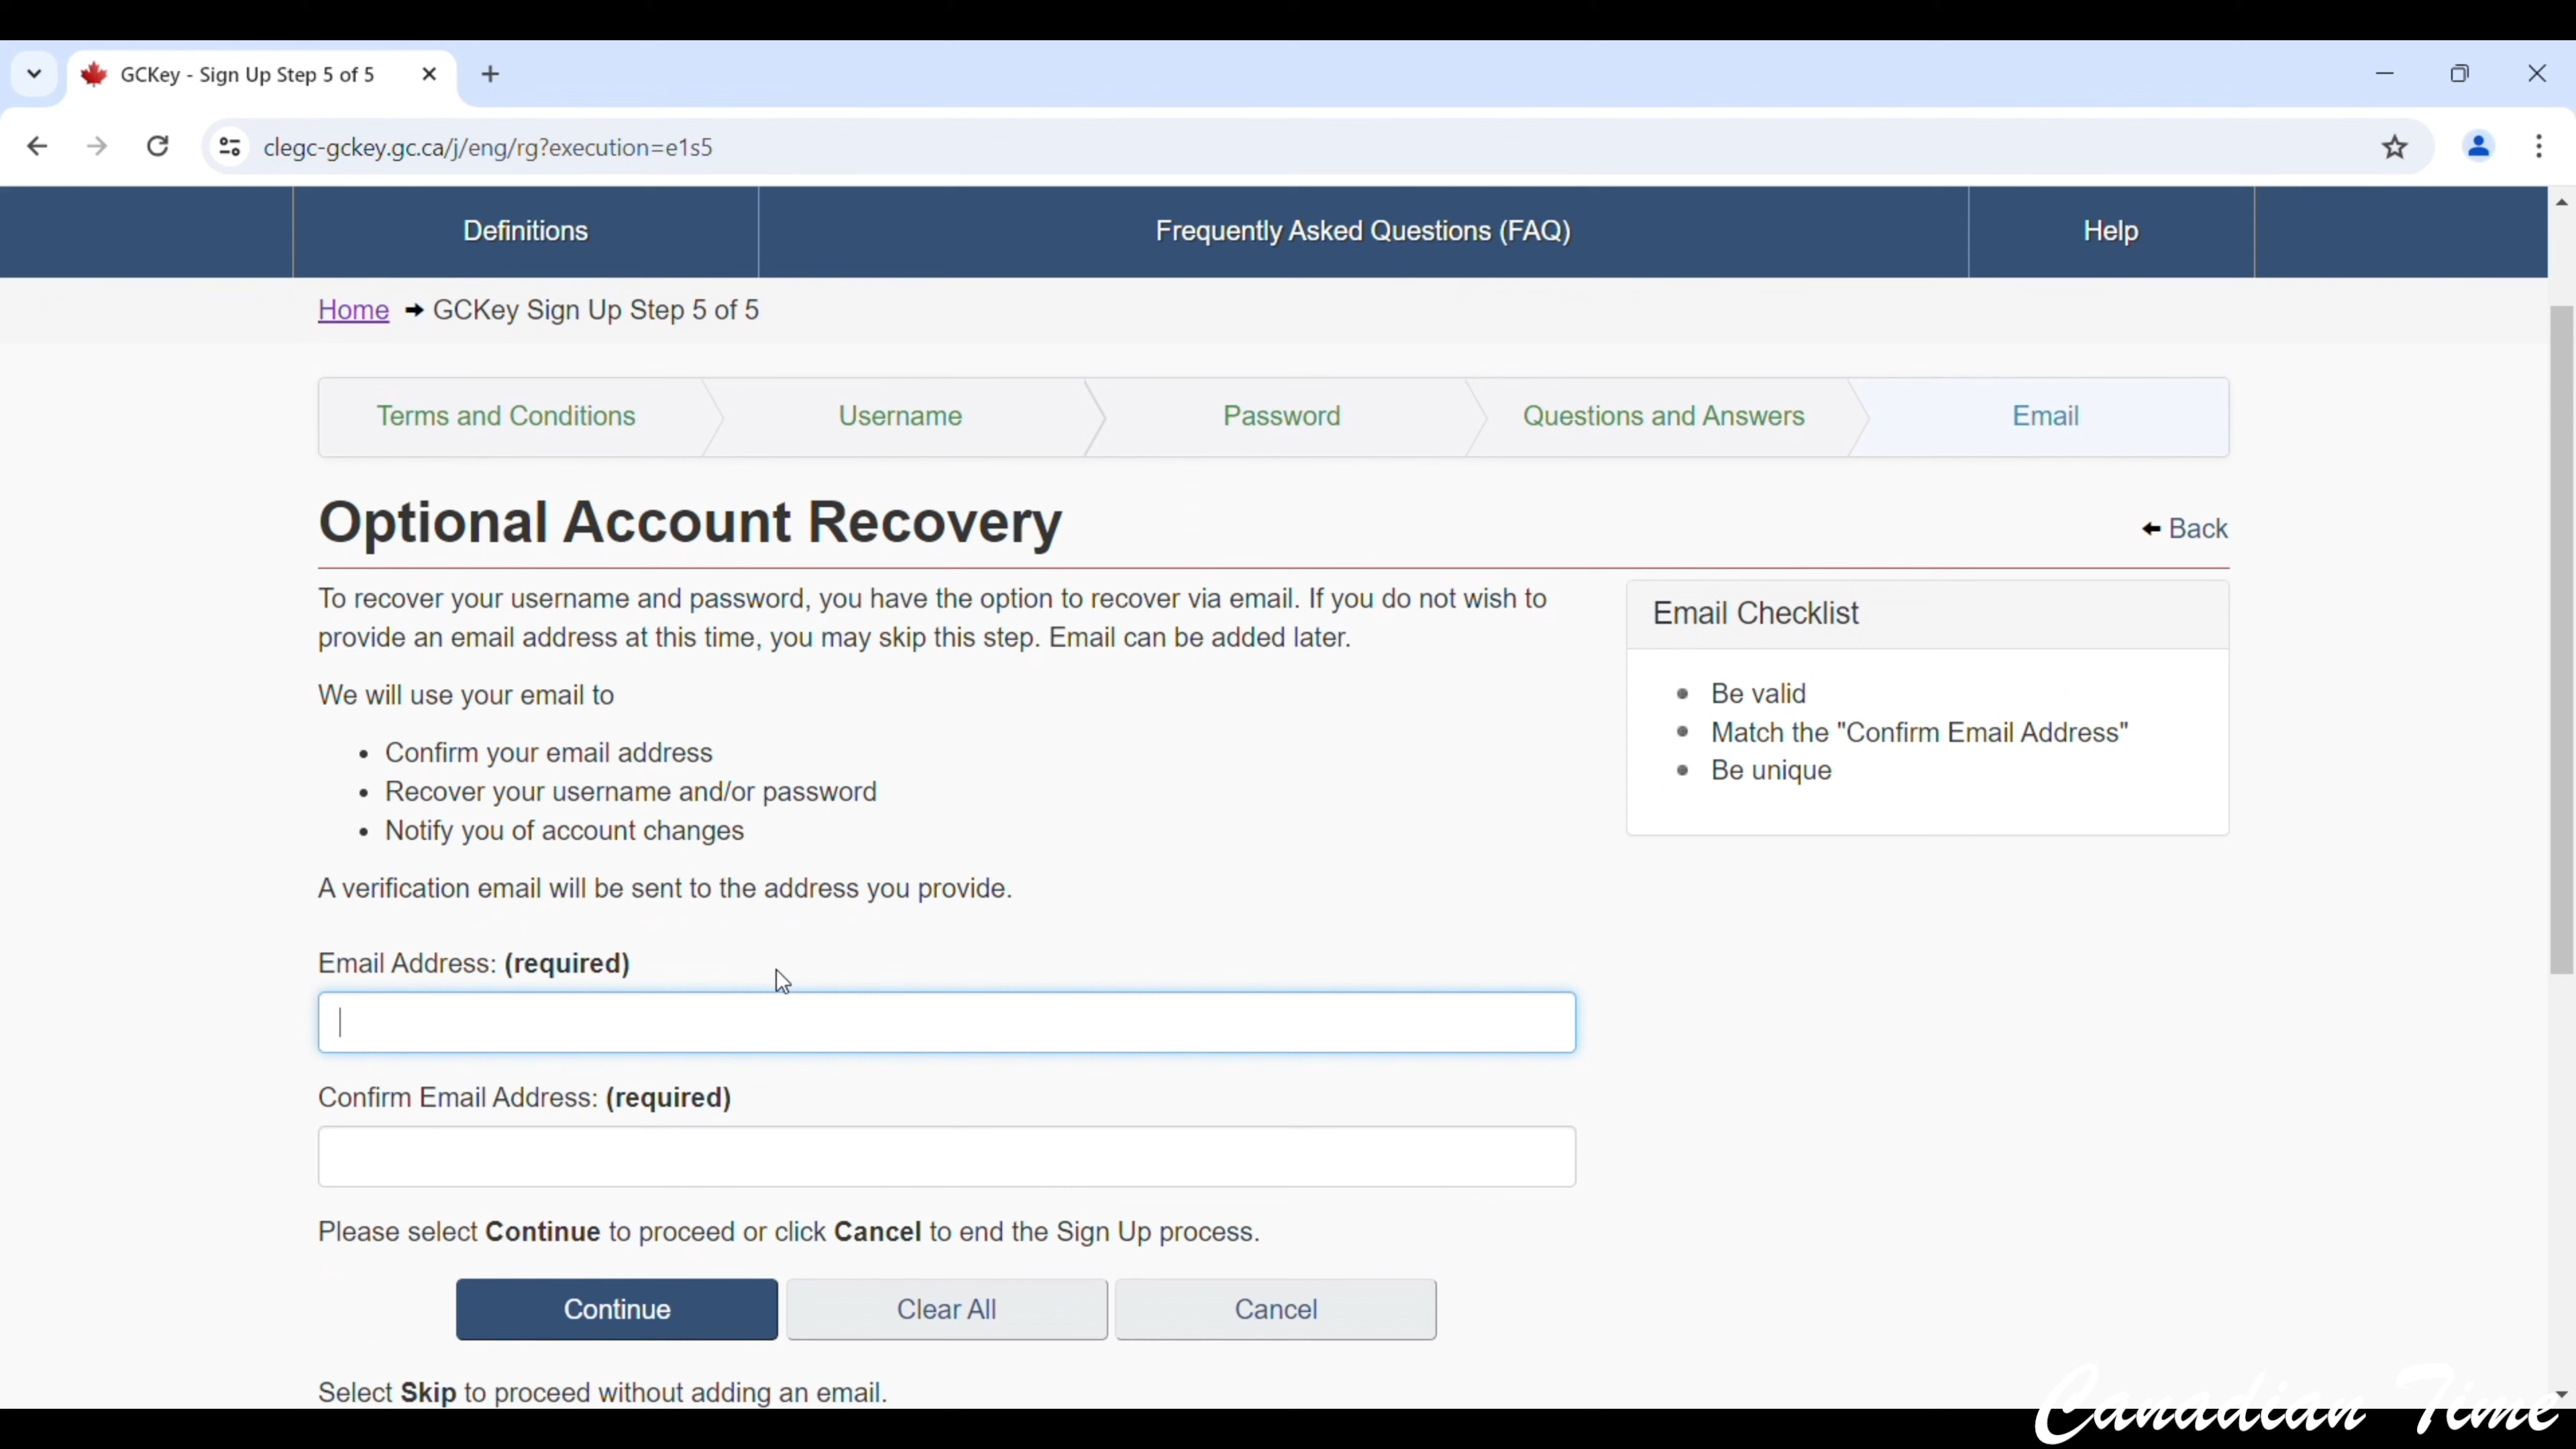 GCKey - Sign Up Step 5 of 5
clegc-gckey.gc.ca/j/eng/rg?execution=e1s5
Definitions
Frequently Asked Questions (FAQ)
Help
Home → GCKey Sign Up Step 5 of 5
Terms and Conditions
Username
Password
Questions and Answers
Email
Optional Account Recovery
← Back
To recover your username and password, you have the option to recover via email. If you do not wish to
provide an email address at this time, you may skip this step. Email can be added later.
We will use your email to
• Confirm your email address
• Recover your username and/or password
• Notify you of account changes
A verification email will be sent to the address you provide.
Email Checklist
• Be valid
• Match the "Confirm Email Address"
• Be unique
Email Address: (required)
Confirm Email Address: (required)
Please select Continue to proceed or click Cancel to end the Sign Up process.
Continue
Clear All
Cancel
Select Skip to proceed without adding an email.
Canadian Time